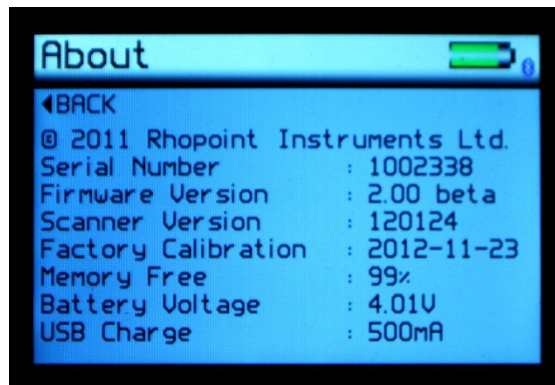 About
◀BACK
© 2011 Rhopoint Instruments Ltd.
Serial Number : 1002338
Firmware Version : 2.00 beta
Scanner Version : 120124
Factory Calibration : 2012-11-23
Memory Free : 99%
Battery Voltage : 4.01V
USB Charge : 500mA